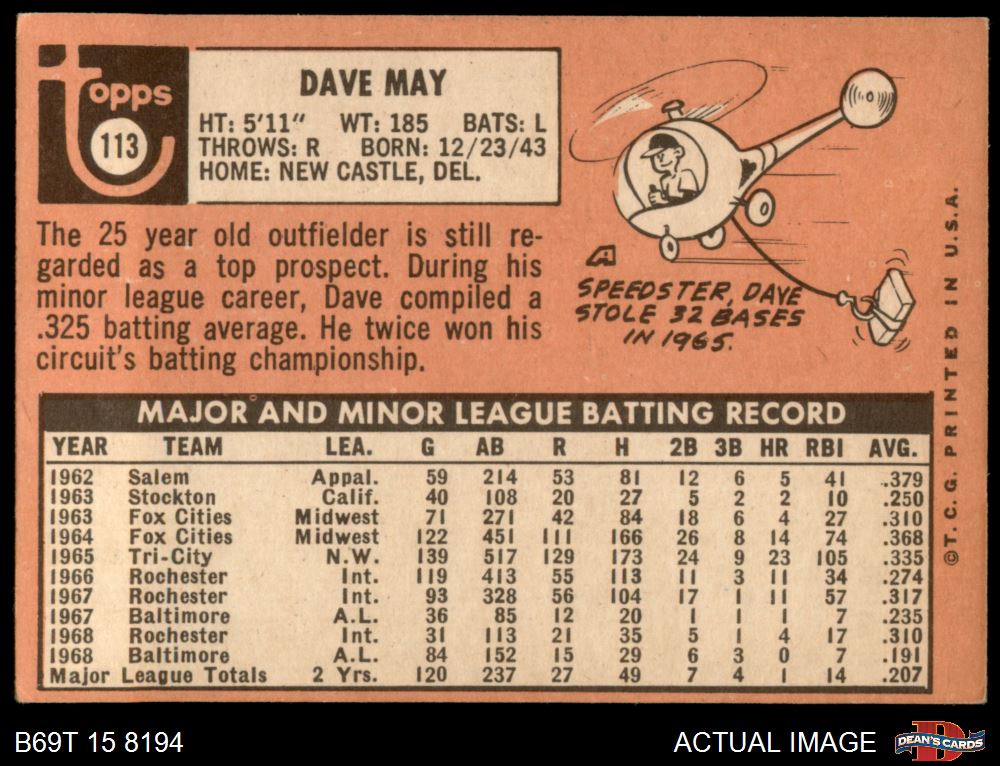 topps
113
DAVE MAY
HT: 5'11" WT: 185 BATS: L
THROWS: R BORN: 12/23/43
HOME: NEW CASTLE, DEL.
The 25 year old outfielder is still re-
garded as a top prospect. During his
minor league career, Dave compiled a
.325 batting average. He twice won his
circuit's batting championship.
A
SPEEDSTER, DAVE
STOLE 32 BASES
IN 1965.
MAJOR AND MINOR LEAGUE BATTING RECORD
YEAR TEAM LEA. G AB R H 2B 3B HR RBI AVG.
1962 Salem Appal. 59 214 53 81 12 6 5 41 .379
1963 Stockton Calif. 40 108 20 27 5 2 2 10 .250
1963 Fox Cities Midwest 71 271 42 84 18 6 4 27 .310
1964 Fox Cities Midwest 122 451 111 166 26 8 14 74 .368
1965 Tri-City N.W. 139 517 129 173 24 9 23 105 .335
1966 Rochester Int. 119 413 55 113 11 3 11 34 .274
1967 Rochester Int. 93 328 56 104 17 1 11 57 .317
1967 Baltimore A.L. 36 85 12 20 1 1 1 7 .235
1968 Rochester Int. 31 113 21 35 5 1 4 17 .310
1968 Baltimore A.L. 84 152 15 29 6 3 0 7 .191
Major League Totals 2 Yrs. 120 237 27 49 7 4 1 14 .207
©T.C.G. PRINTED IN U.S.A.
B69T 15 8194
ACTUAL IMAGE
DEAN'S CARDS